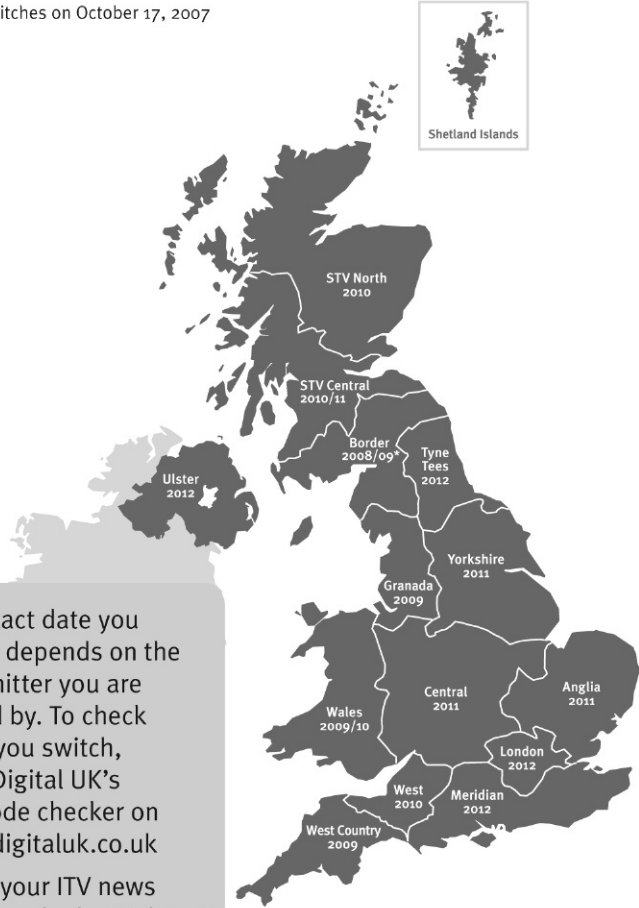 itches on October 17, 2007
Shetland Islands
STV North
2010
STV Central
2010/11
Border
2008/09*
Tyne
Tees
2012
Ulster
2012
Yorkshire
2011
Granada
2009
Central
2011
Anglia
2011
Wales
2009/10
London
2012
West
2010
Meridian
2012
West Country
2009
act date you
depends on the
nitter you are
d by. To check
you switch,
Digital UK's
ode checker on
digitaluk.co.uk
your ITV news